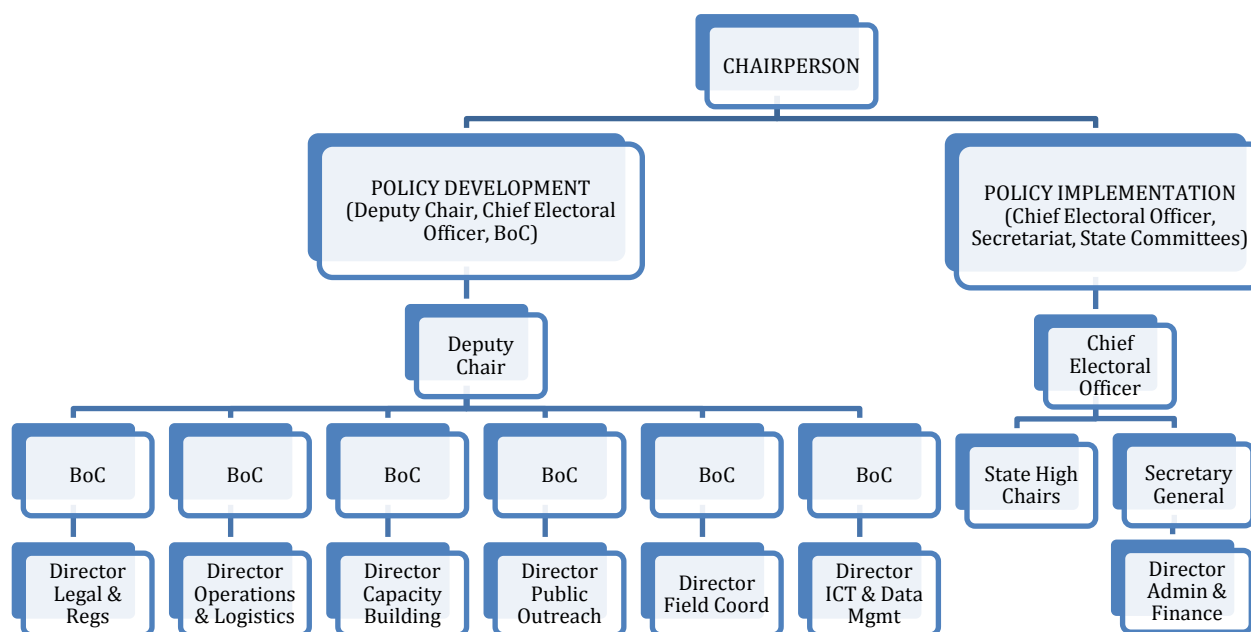 CHAIRPERSON
POLICY DEVELOPMENT
(Deputy Chair, Chief Electoral
Officer, BoC)
POLICY IMPLEMENTATION
(Chief Electoral Officer,
Secretariat, State Committees)
Deputy
Chair
Chief
Electoral
Officer
BoC
BoC
BoC
BoC
BoC
BoC
State High
Chairs
Secretary
General
Director
Legal &
Regs
Director
Operations
& Logistics
Director
Capacity
Building
Director
Public
Outreach
Director
Field Coord
Director
ICT & Data
Mgmt
Director
Admin &
Finance